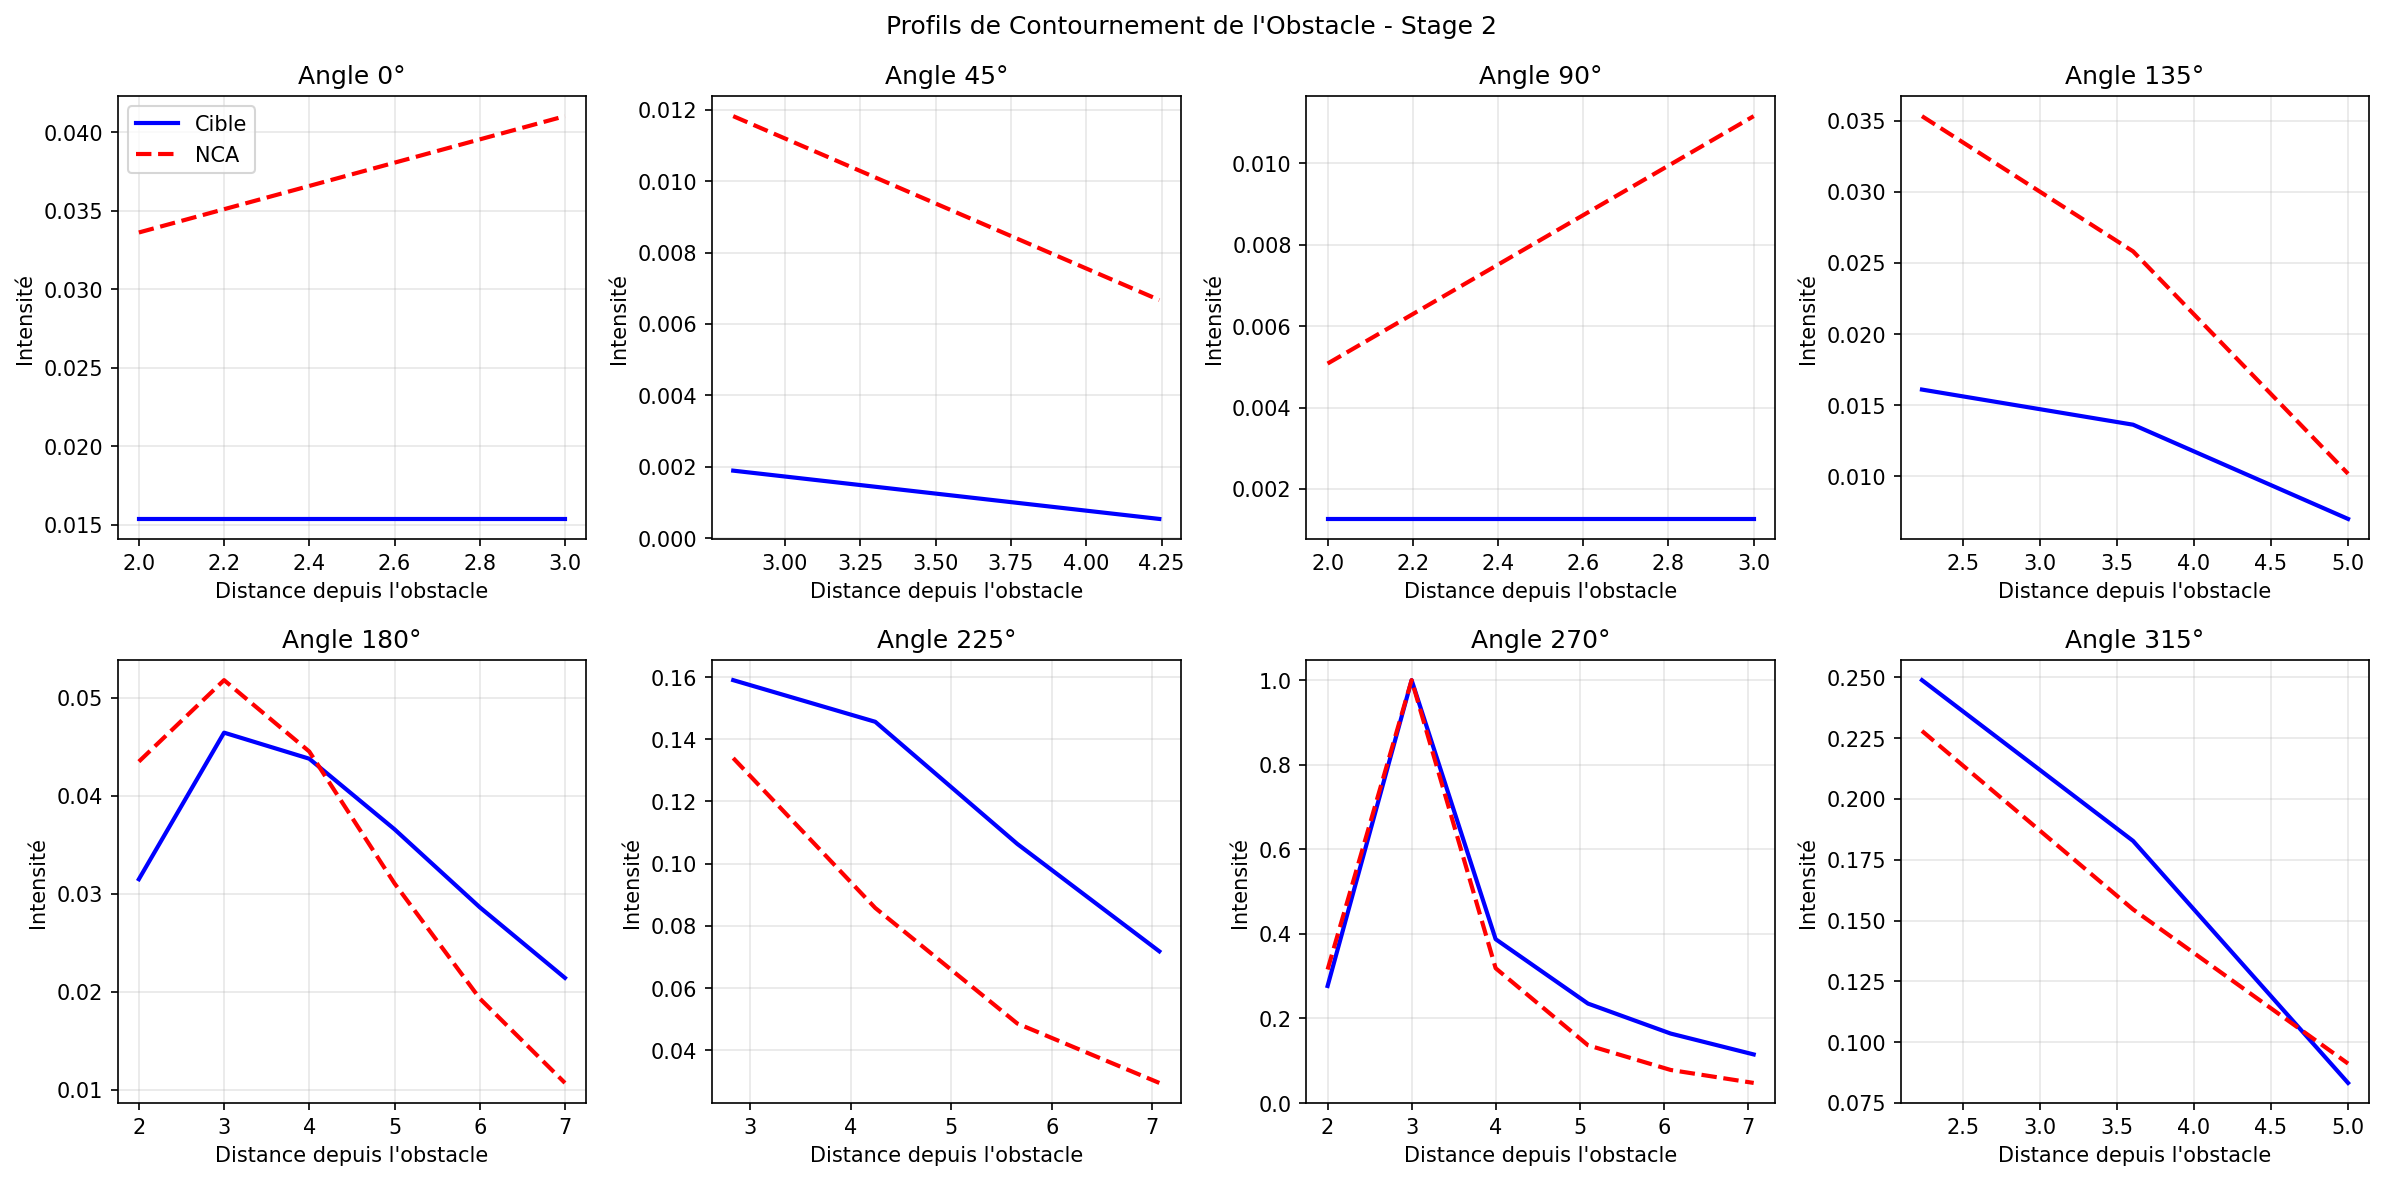 Profils de Contournement de l'Obstacle - Stage 2
Angle 0°
Cible
NCA
0.040
0.035
0.030
0.025
0.020
0.015
Intensité
2.0 2.2 2.4 2.6 2.8 3.0
Distance depuis l'obstacle
Angle 45°
0.012
0.010
0.008
0.006
0.004
0.002
0.000
Intensité
3.00 3.25 3.50 3.75 4.00 4.25
Distance depuis l'obstacle
Angle 90°
0.010
0.008
0.006
0.004
0.002
Intensité
2.0 2.2 2.4 2.6 2.8 3.0
Distance depuis l'obstacle
Angle 135°
0.035
0.030
0.025
0.020
0.015
0.010
Intensité
2.5 3.0 3.5 4.0 4.5 5.0
Distance depuis l'obstacle
Angle 180°
0.05
0.04
0.03
0.02
0.01
Intensité
2 3 4 5 6 7
Distance depuis l'obstacle
Angle 225°
0.16
0.14
0.12
0.10
0.08
0.06
0.04
Intensité
3 4 5 6 7
Distance depuis l'obstacle
Angle 270°
1.0
0.8
0.6
0.4
0.2
0.0
Intensité
2 3 4 5 6 7
Distance depuis l'obstacle
Angle 315°
0.250
0.225
0.200
0.175
0.150
0.125
0.100
0.075
Intensité
2.5 3.0 3.5 4.0 4.5 5.0
Distance depuis l'obstacle